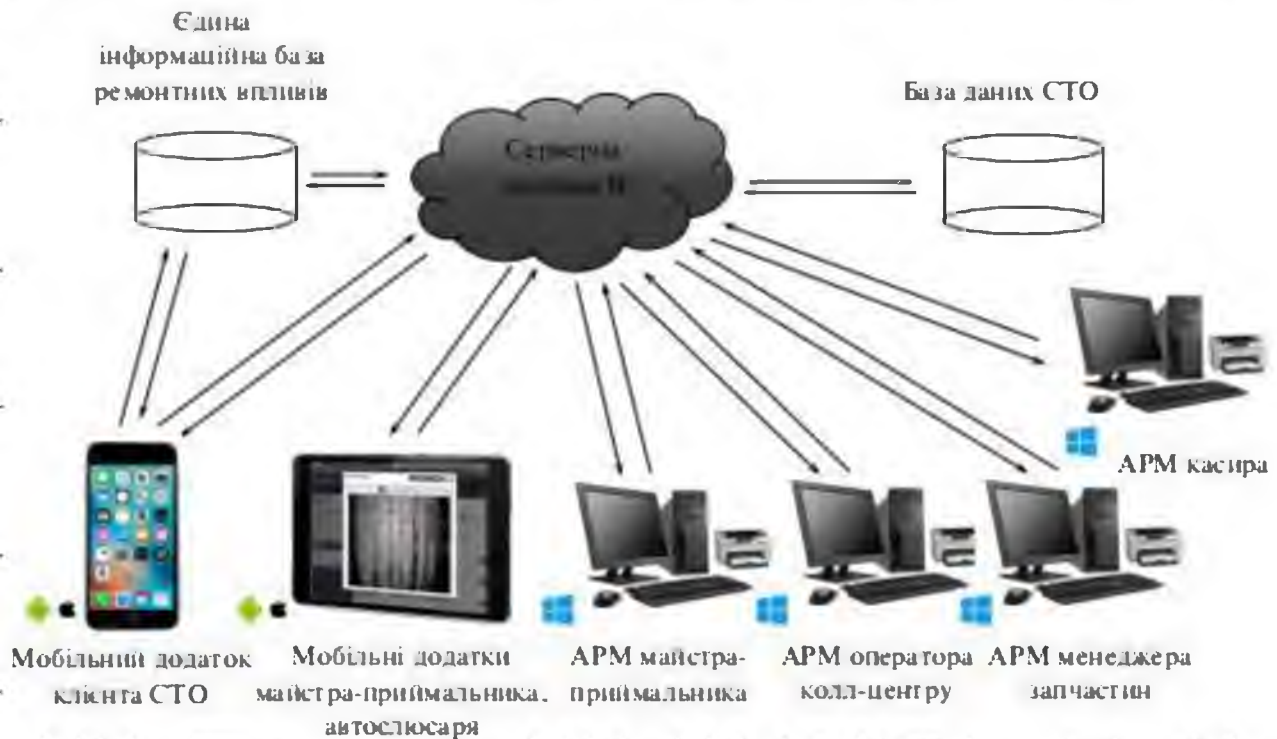 Єдина
інформаційна база
ремонтних впливів
База даних СТО
Серверна
АРМ касира
Мобільний додаток
клієнта СТО
Мобільні додатки
майстра-приймальника,
автослюсаря
АРМ майстра-
приймальника
АРМ оператора
колл-центру
АРМ менеджера
запчастин